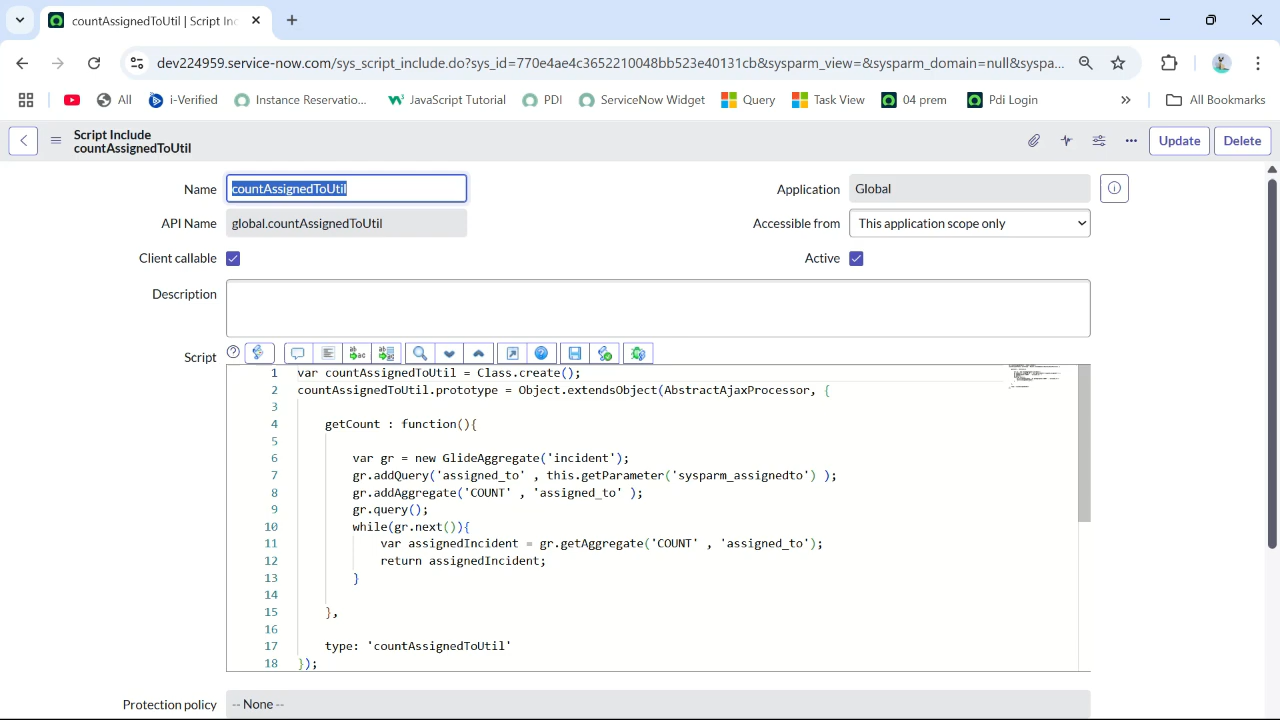 countAssignedToUtil | Script Inc
dev224959.service-now.com/sys_script_include.do?sys_id=770e4ae4c3652210048bb523e40131cb&sysparm_view=&sysparm_domain=null&syspa...
All
i-Verified
Instance Reservatio...
JavaScript Tutorial
PDI
ServiceNow Widget
Query
Task View
04 prem
Pdi Login
»
All Bookmarks
Script Include
countAssignedToUtil
Update
Delete
Name countAssignedToUtil
Application Global
API Name global.countAssignedToUtil
Accessible from This application scope only
Client callable
Active
Description
Script
1 var countAssignedToUtil = Class.create();
2 countAssignedToUtil.prototype = Object.extendsObject(AbstractAjaxProcessor, {
3
4 getCount : function(){
5
6 var gr = new GlideAggregate('incident');
7 gr.addQuery('assigned_to' , this.getParameter('sysparm_assignedto') );
8 gr.addAggregate('COUNT' , 'assigned_to' );
9 gr.query();
10 while(gr.next()){
11 var assignedIncident = gr.getAggregate('COUNT' , 'assigned_to');
12 return assignedIncident;
13 }
14
15 },
16
17 type: 'countAssignedToUtil'
18 });
Protection policy -- None --